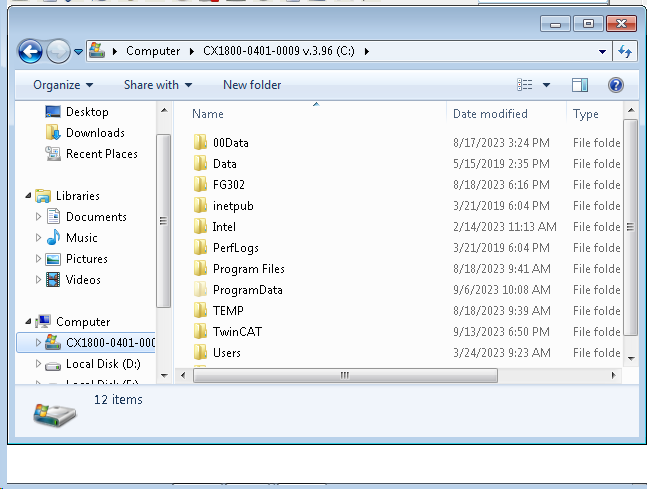 Computer ▸ CX1800-0401-0009 v.3.96 (C:) ▸
Organize Share with New folder
Name Date modified Type
Desktop
Downloads
Recent Places
Libraries
Documents
Music
Pictures
Videos
Computer
CX1800-0401-000
Local Disk (D:)
Local Disk (E:)
00Data 8/17/2023 3:24 PM File folde
Data 5/15/2019 2:35 PM File folde
FG302 8/18/2023 6:16 PM File folde
inetpub 3/21/2019 6:04 PM File folde
Intel 2/14/2023 11:13 AM File folde
PerfLogs 3/21/2019 6:04 PM File folde
Program Files 8/18/2023 9:41 AM File folde
ProgramData 9/6/2023 10:08 AM File folde
TEMP 8/18/2023 9:39 AM File folde
TwinCAT 9/13/2023 6:50 PM File folde
Users 3/24/2023 9:23 AM File folde
12 items